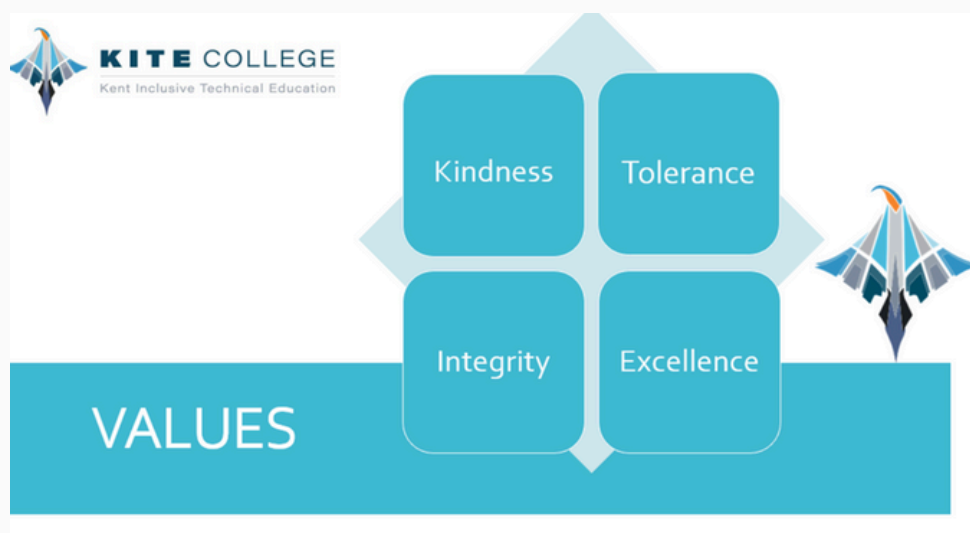 KITE COLLEGE
Kent Inclusive Technical Education
Kindness
Tolerance
Integrity
Excellence
VALUES